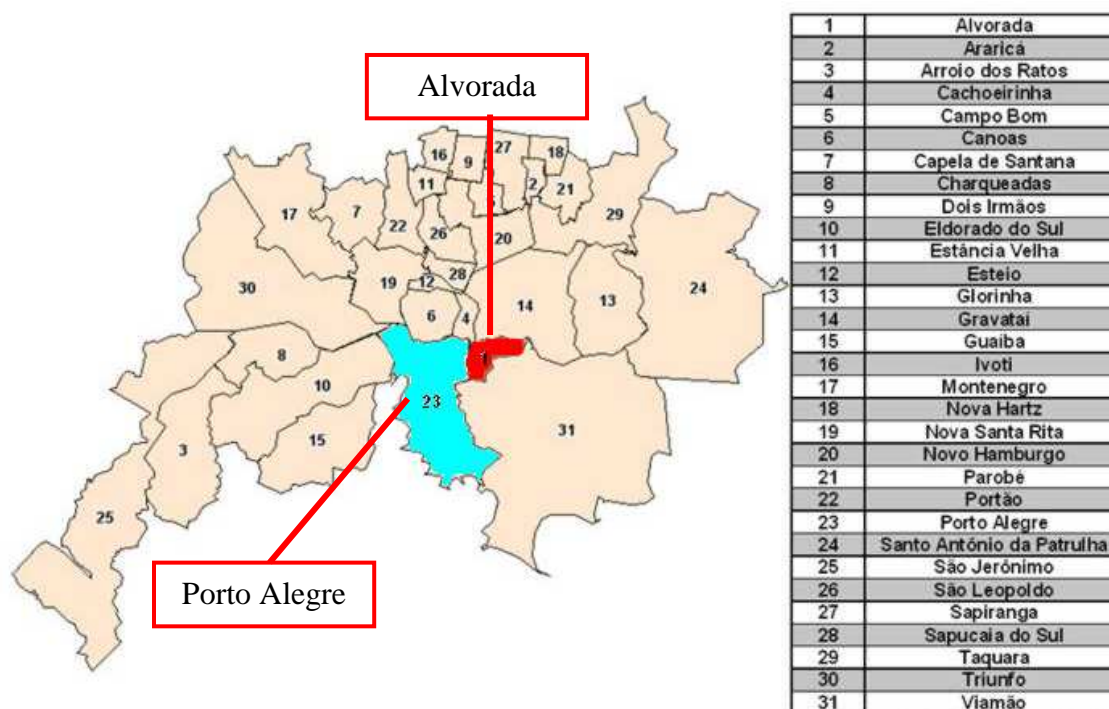 Alvorada
Porto Alegre
16
9
27
18
11
2
21
17
7
22
26
20
29
28
12
19
30
6
4
14
13
24
1
8
10
23
31
15
3
25
1 Alvorada
2 Araricá
3 Arroio dos Ratos
4 Cachoeirinha
5 Campo Bom
6 Canoas
7 Capela de Santana
8 Charqueadas
9 Dois Irmãos
10 Eldorado do Sul
11 Estância Velha
12 Esteio
13 Glorinha
14 Gravataí
15 Guaiba
16 Ivoti
17 Montenegro
18 Nova Hartz
19 Nova Santa Rita
20 Novo Hamburgo
21 Parobé
22 Portão
23 Porto Alegre
24 Santo Antônio da Patrulha
25 São Jerônimo
26 São Leopoldo
27 Sapiranga
28 Sapucaia do Sul
29 Taquara
30 Triunfo
31 Viamão